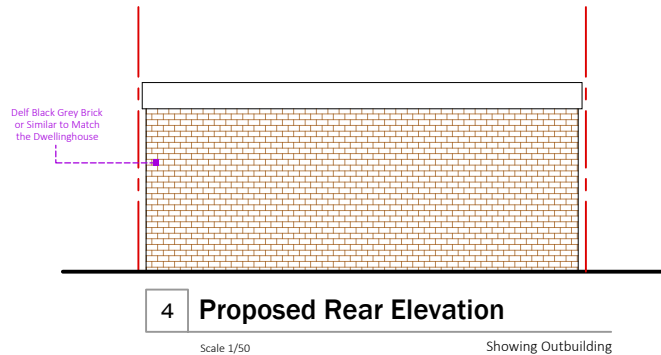 Delf Black Grey Brick
or Similar to Match
the Dwellinghouse
4 Proposed Rear Elevation
Scale 1/50 Showing Outbuilding